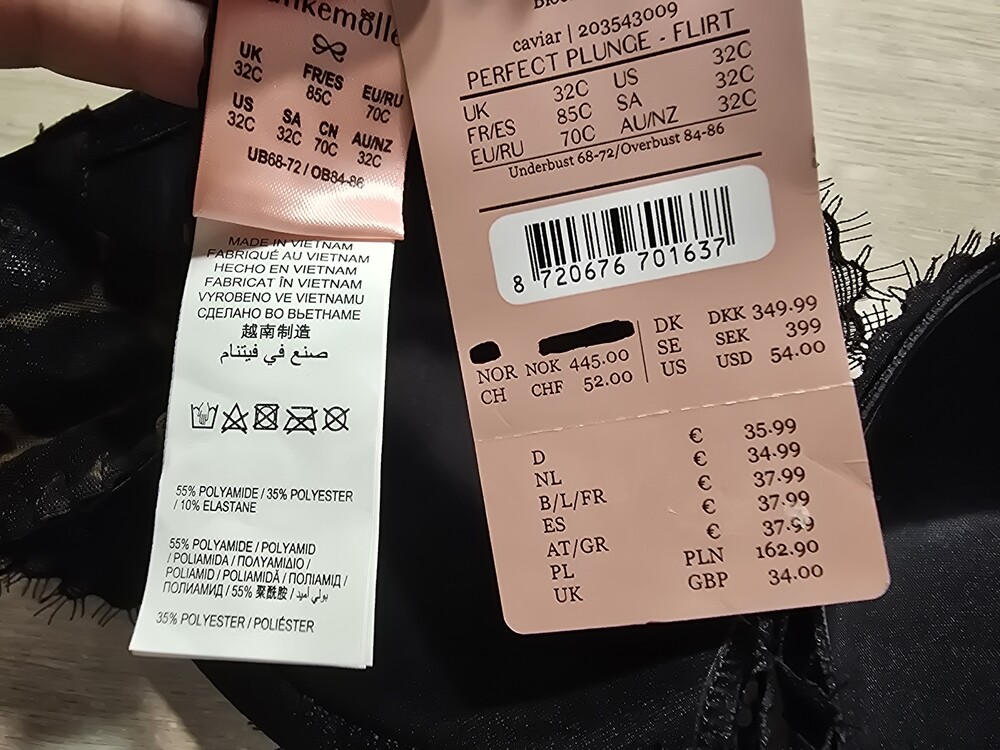 UK
32C
FR/ES
85C
EU/RU
70C
US
32C
SA
32C
CN
70C
AU/NZ
32C
UB68-72 / OB84-86
MADE IN VIETNAM
FABRIQUÉ AU VIETNAM
HECHO EN VIETNAM
FABRICAT ÎN VIETNAM
VYROBENO VE VIETNAMU
СДЕЛАНО ВО ВЬЕТНАМЕ
越南制造
صنع في فيتنام
55% POLYAMIDE / 35% POLYESTER
/ 10% ELASTANE
55% POLYAMIDE / POLYAMID
/ POLIAMIDA / ΠΟΛΥΑΜΙΔΙΟ /
POLIAMID / POLIAMIDĂ / ПОЛІАМІД /
ПОЛИАМИД / 55% 聚酰胺 / بولي أميد /
35% POLYESTER / POLIÉSTER
caviar | 203543009
PERFECT PLUNGE - FLIRT
UK 32C US 32C
FR/ES 85C SA 32C
EU/RU 70C AU/NZ 32C
Underbust 68-72/Overbust 84-86
8 720676 701637
NOR NOK 445.00
CH CHF 52.00
DK DKK 349.99
SE SEK 399
US USD 54.00
D € 35.99
NL € 34.99
B/L/FR € 37.99
ES € 37.99
AT/GR € 37.99
PL PLN 162.90
UK GBP 34.00